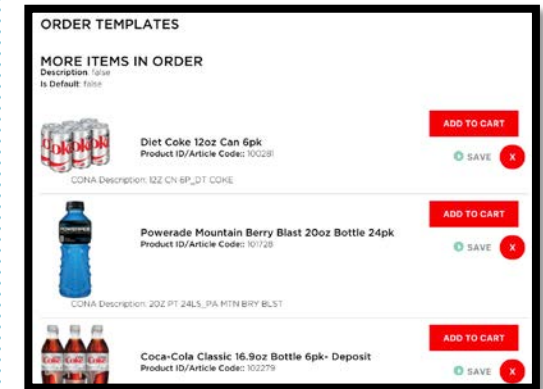 ORDER TEMPLATES
MORE ITEMS IN ORDER
Description: false
Is Default: false
ADD TO CART
Diet Coke 12oz Can 6pk
Product ID/Article Code:: 100281
SAVE X
CONA Description: 12Z CN 6P_DT COKE
ADD TO CART
POWERADE
Powerade Mountain Berry Blast 20oz Bottle 24pk
Product ID/Article Code:: 101728
SAVE X
CONA Description: 20Z PT 24LS_PA MTN BRY BLST
ADD TO CART
Coca-Cola Classic 16.9oz Bottle 6pk- Deposit
Product ID/Article Code:: 102279
SAVE X